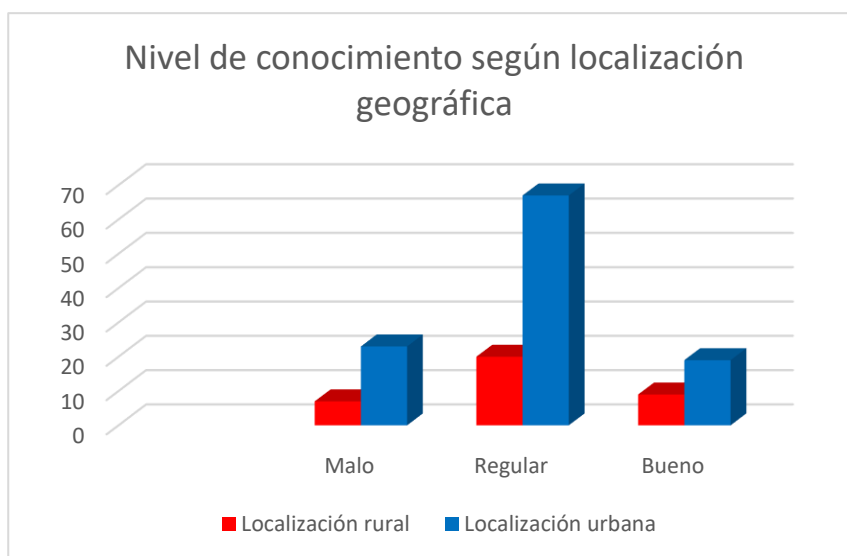 Nivel de conocimiento según localización
geográfica
70
60
50
40
30
20
10
0
Malo Regular Bueno
Localización rural Localización urbana